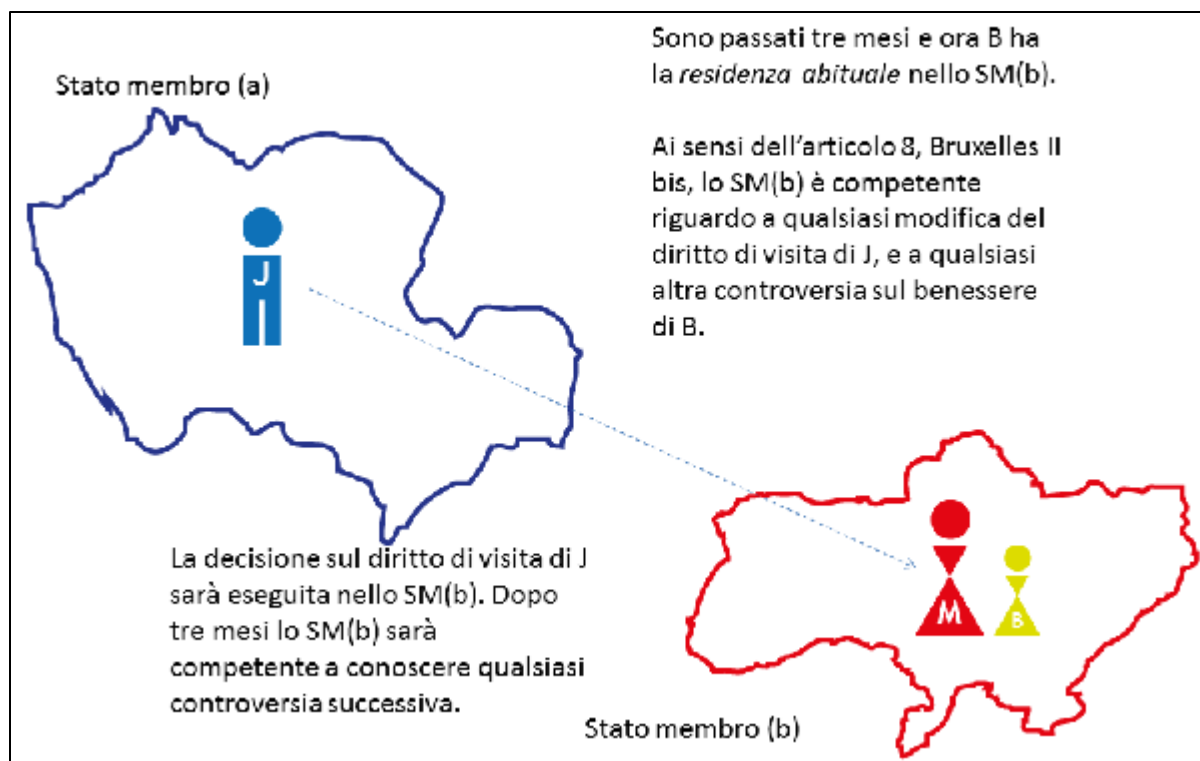 Stato membro (a)
J
Sono passati tre mesi e ora B ha
la residenza abituale nello SM(b).
Ai sensi dell'articolo 8, Bruxelles II
bis, lo SM(b) è competente
riguardo a qualsiasi modifica del
diritto di visita di J, e a qualsiasi
altra controversia sul benessere
di B.
La decisione sul diritto di visita di J
sarà eseguita nello SM(b). Dopo
tre mesi lo SM(b) sarà
competente a conoscere qualsiasi
controversia successiva.
M
B
Stato membro (b)